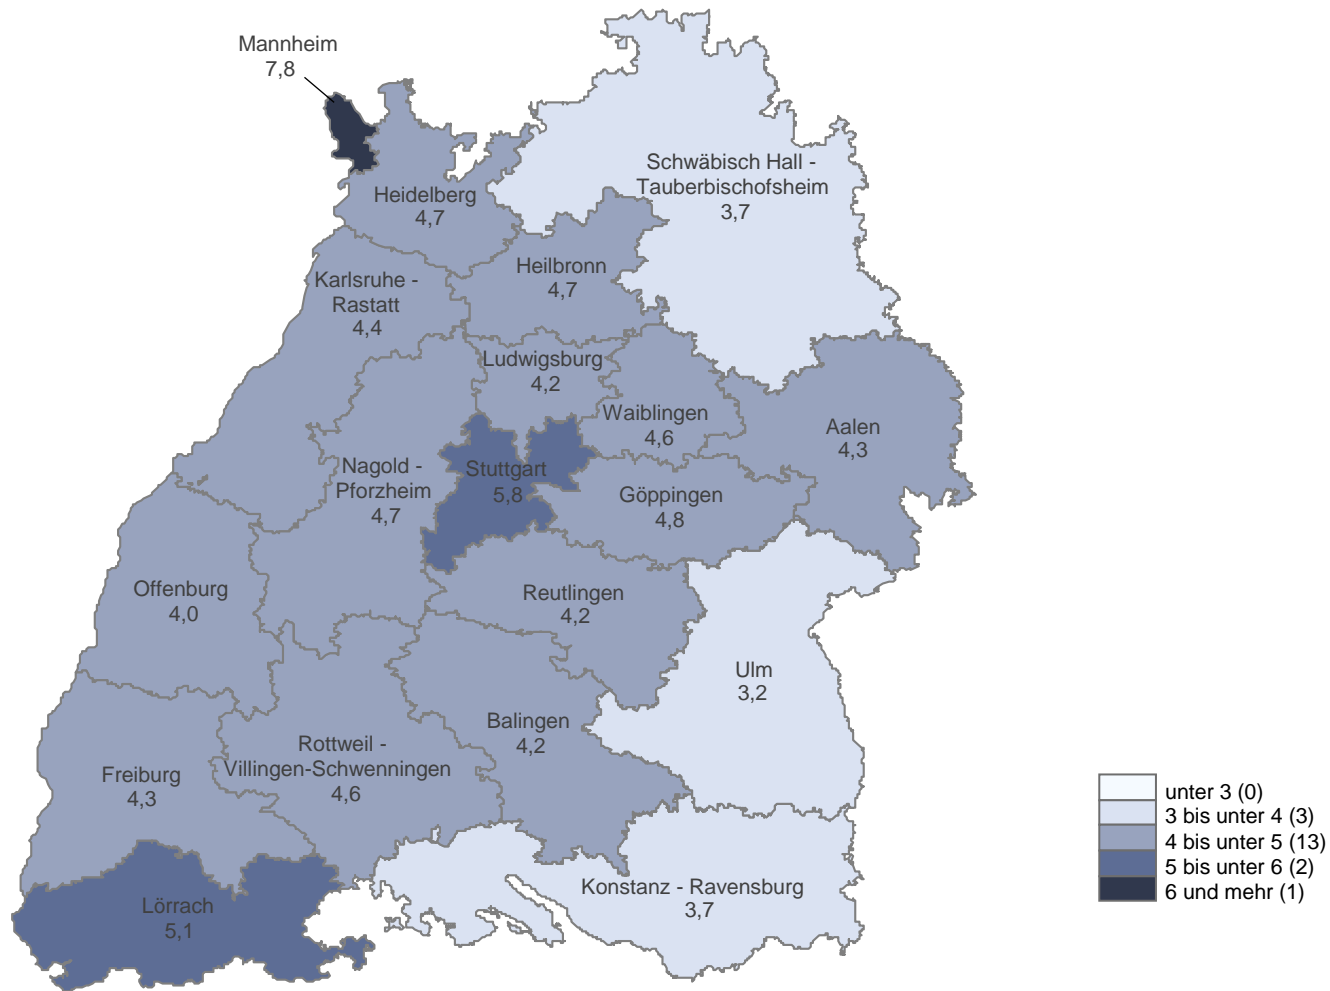 Mannheim
7,8
Schwäbisch Hall -
Tauberbischofsheim
3,7
Heidelberg
4,7
Heilbronn
4,7
Karlsruhe -
Rastatt
4,4
Ludwigsburg
4,2
Waiblingen
4,6
Aalen
4,3
Nagold -
Pforzheim
4,7
Stuttgart
5,8
Göppingen
4,8
Offenburg
4,0
Reutlingen
4,2
Ulm
3,2
Balingen
4,2
Rottweil -
Villingen-Schwenningen
4,6
Freiburg
4,3
Lörrach
5,1
Konstanz - Ravensburg
3,7
unter 3 (0)
3 bis unter 4 (3)
4 bis unter 5 (13)
5 bis unter 6 (2)
6 und mehr (1)